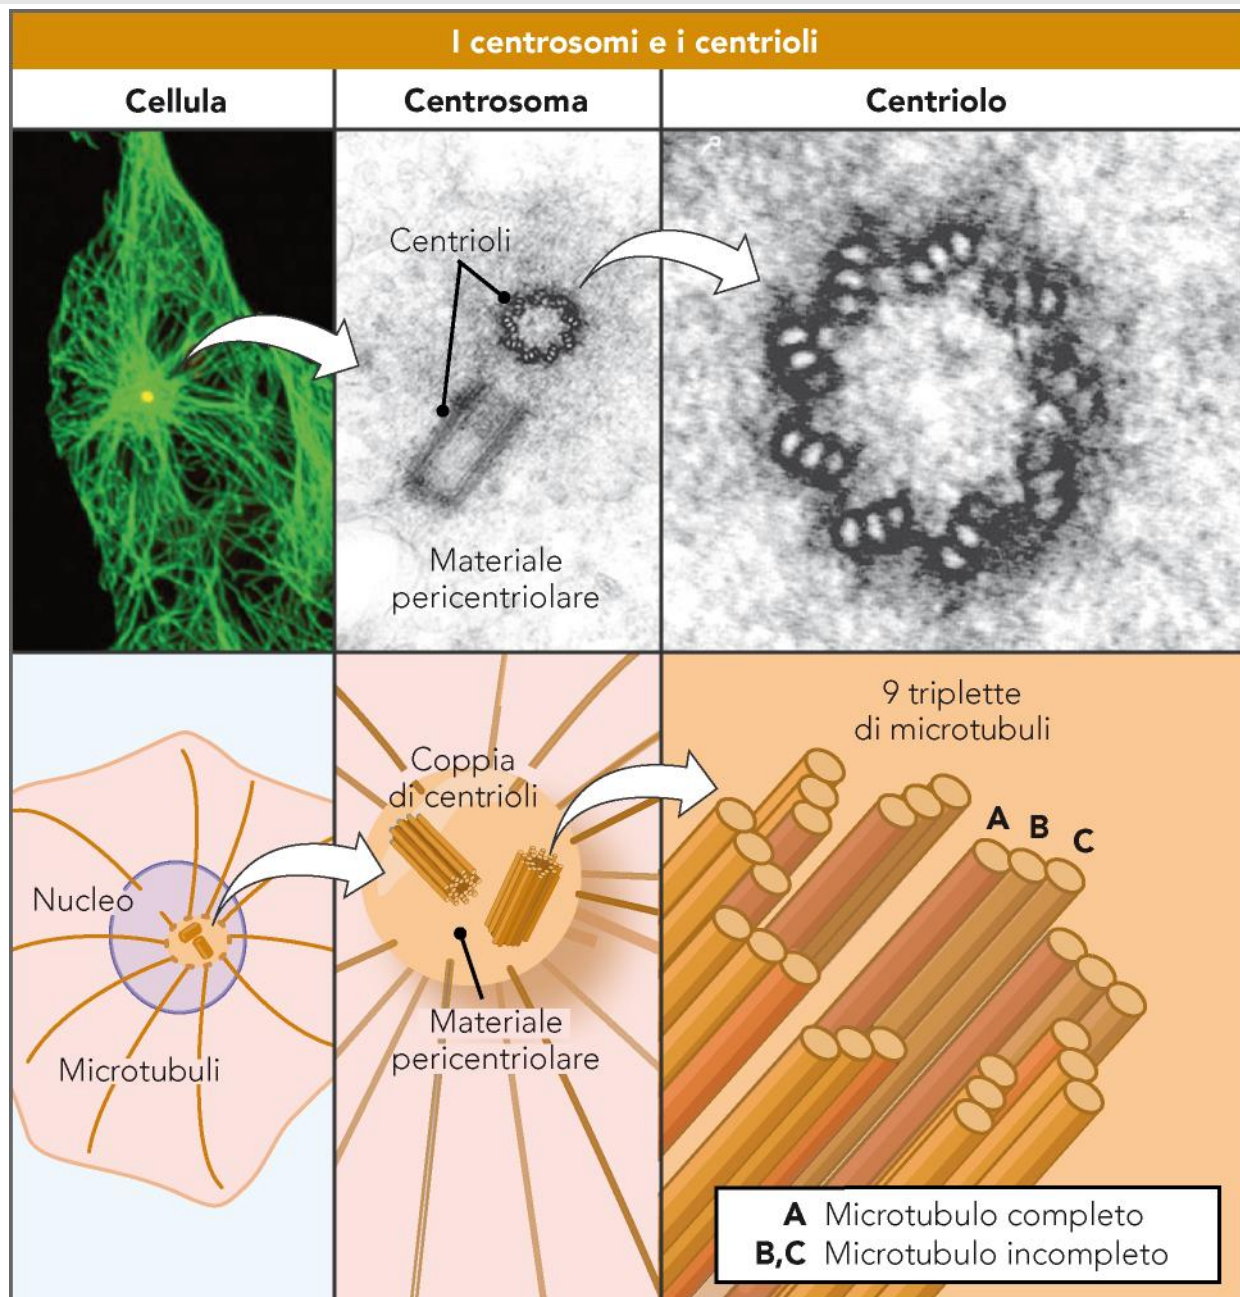 I centrosomi e i centrioli
Cellula
Centrosoma
Centriolo
Centrioli
Materiale
pericentriolare
9 triplette
di microtubuli
Coppia
di centrioli
A B C
Nucleo
Materiale
pericentriolare
Microtubuli
A Microtubulo completo
B,C Microtubulo incompleto